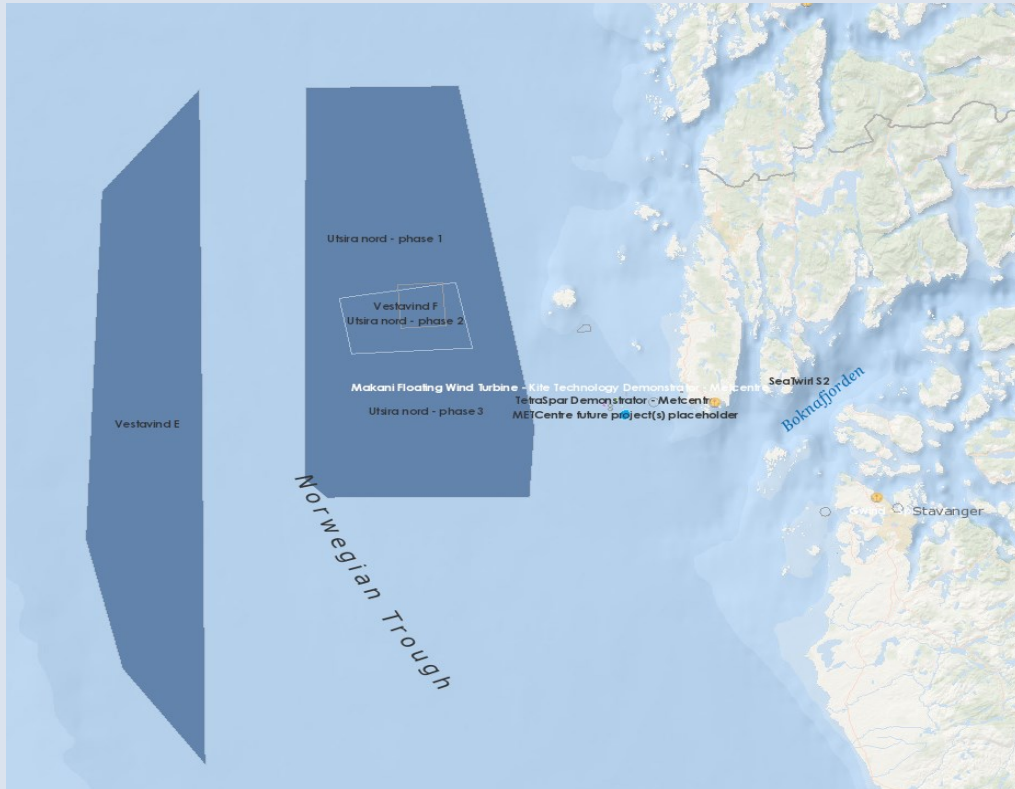 Utsira nord - phase 1
Vestavind F
Utsira nord - phase 2
SeaTwirl S2
Makani Floating Wind Turbine - Kite Technology Demonstrator - Metcentre
TetraSpar Demonstrator - Metcentr
METCentre future project(s) placeholder
Utsira nord - phase 3
Vestavind E
Boknafjorden
Norwegian Trough
Stavanger